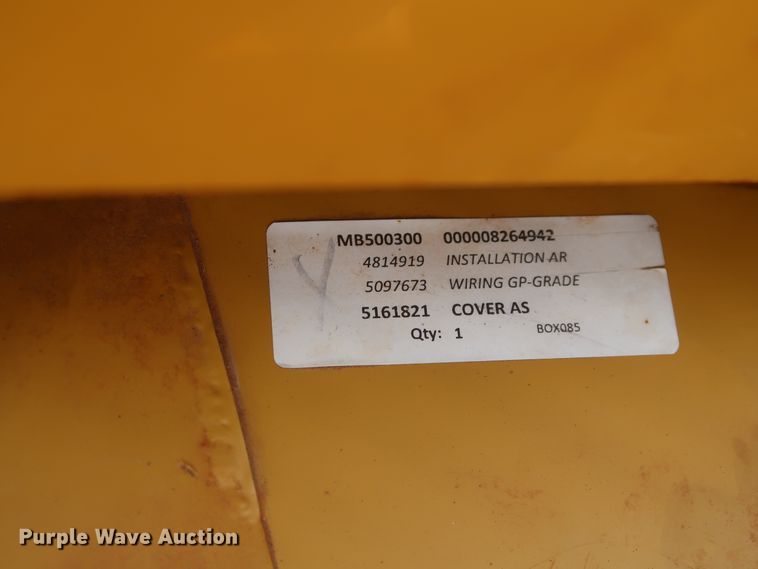 MB500300 000008264942
4814919 INSTALLATION AR
5097673 WIRING GP-GRADE
5161821 COVER AS
Qty: 1 BOX085
Y
Purple Wave Auction